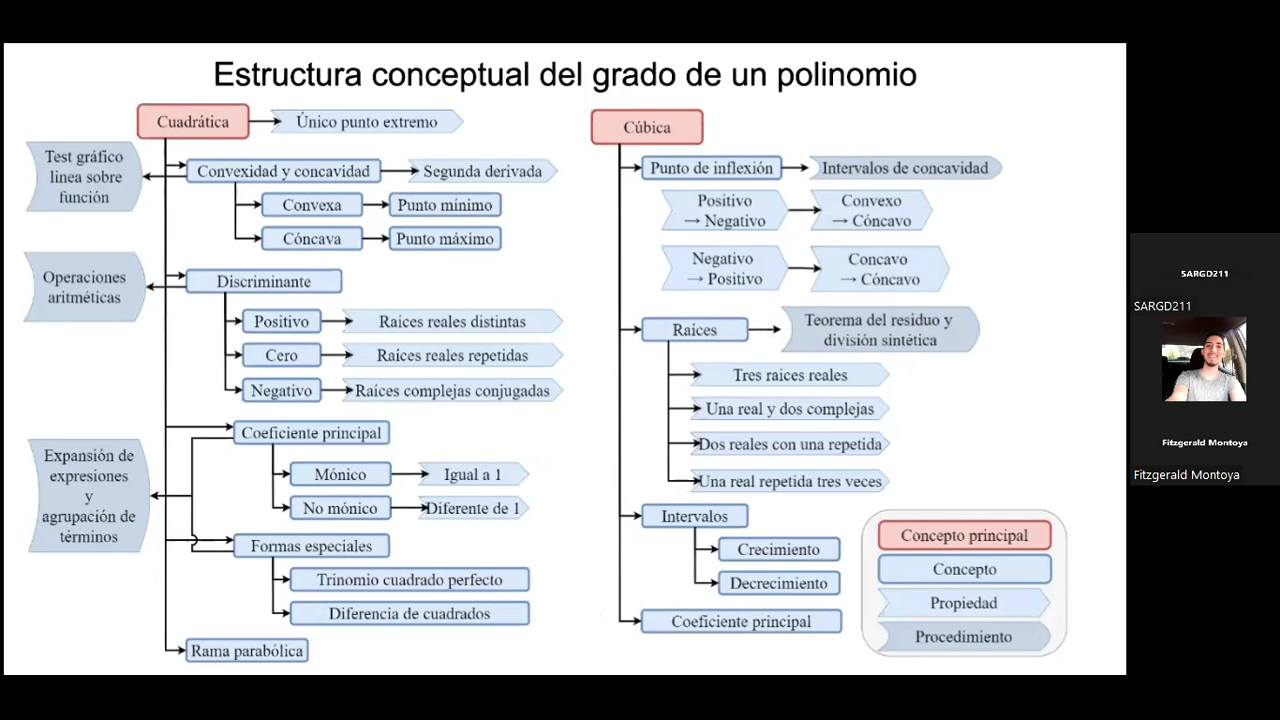 Estructura conceptual del grado de un polinomio
Cuadrática
Único punto extremo
Test gráfico
linea sobre
función
Convexidad y concavidad
Segunda derivada
Convexa
Punto mínimo
Cóncava
Punto máximo
Operaciones
aritméticas
Discriminante
Positivo
Raíces reales distintas
Cero
Raíces reales repetidas
Negativo
Raíces complejas conjugadas
Expansión de
expresiones
y
agrupación de
términos
Coeficiente principal
Mónico
Igual a 1
No mónico
Diferente de 1
Formas especiales
Trinomio cuadrado perfecto
Diferencia de cuadrados
Rama parabólica
Cúbica
Punto de inflexión
Intervalos de concavidad
Positivo
→ Negativo
Convexo
→ Cóncavo
Negativo
→ Positivo
Concavo
→ Cóncavo
Raíces
Teorema del residuo y
división sintética
Tres raices reales
Una real y dos complejas
Dos reales con una repetida
Una real repetida tres veces
Intervalos
Crecimiento
Decrecimiento
Coeficiente principal
Concepto principal
Concepto
Propiedad
Procedimiento
SARGD211
SARGD211
Fitzgerald Montoya
Fitzgerald Montoya